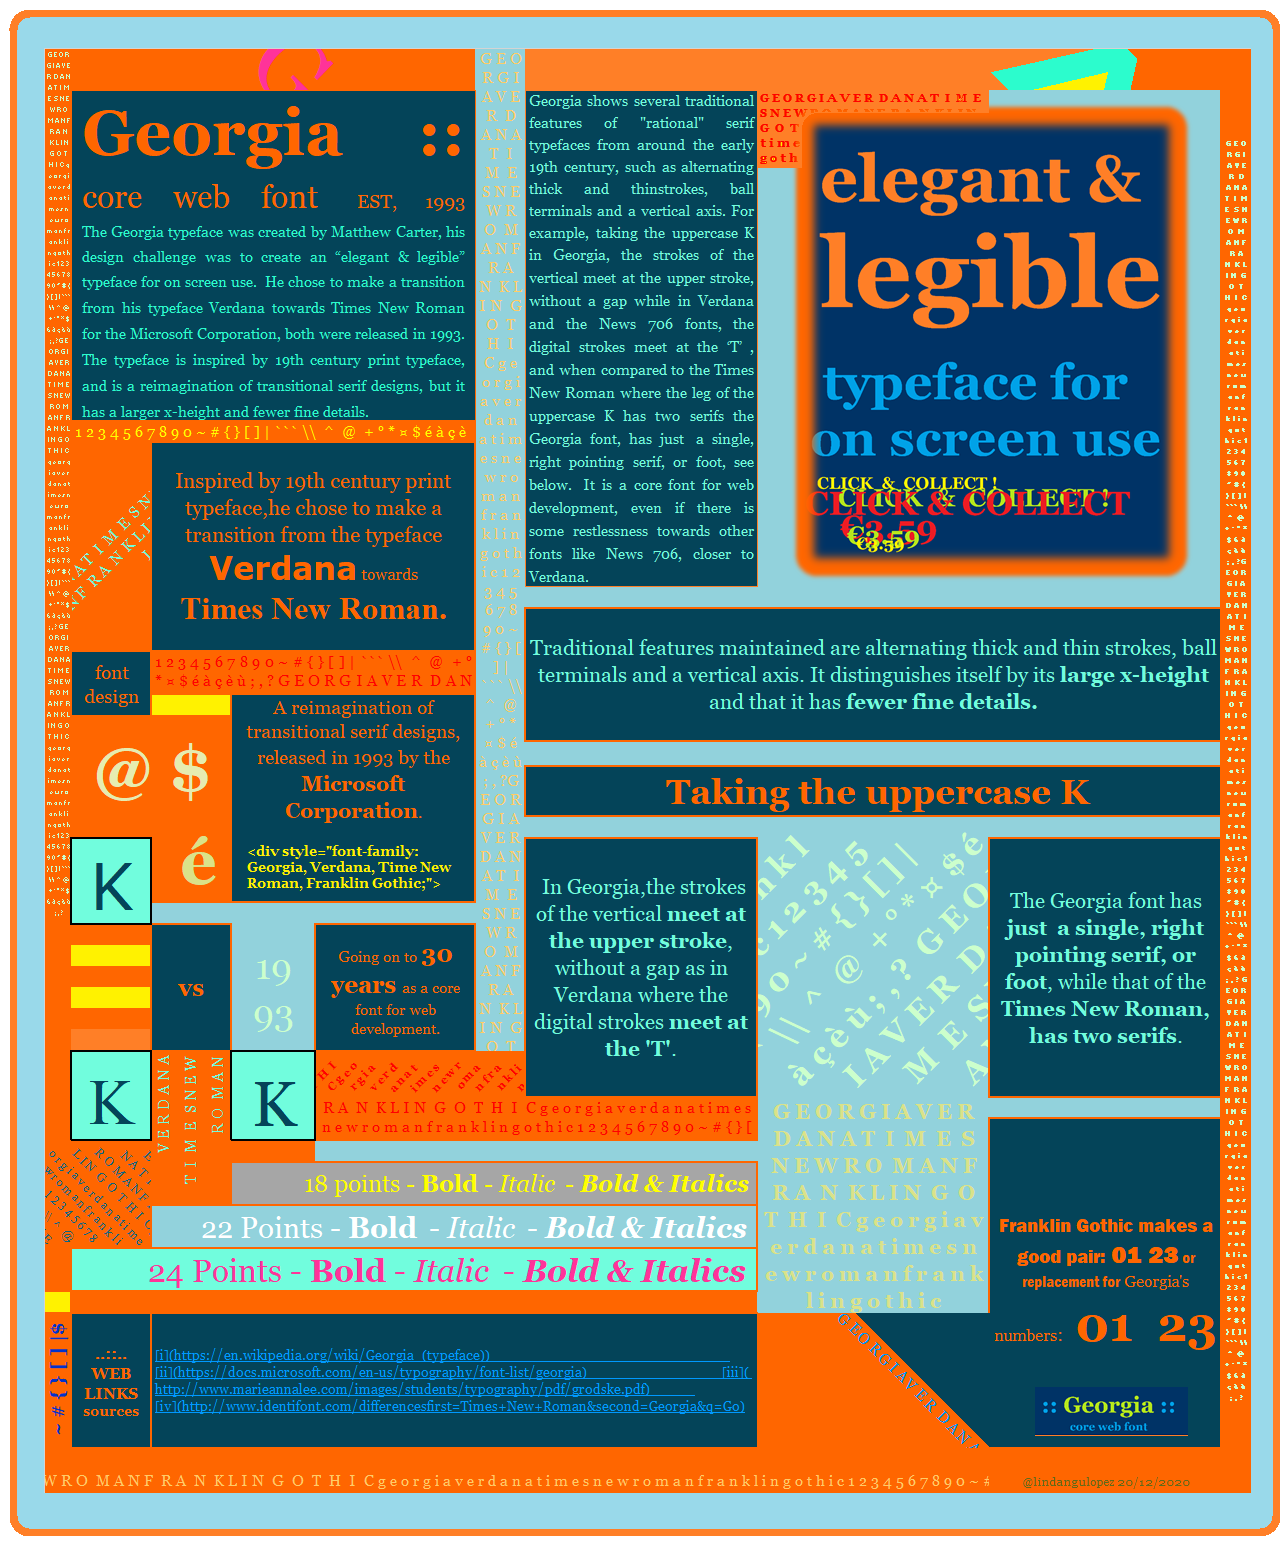 Georgia ::
core web font EST, 1993
The Georgia typeface was created by Matthew Carter, his
design challenge was to create an “elegant & legible”
typeface for on screen use. He chose to make a transition
from his typeface Verdana towards Times New Roman
for the Microsoft Corporation, both were released in 1993.
The typeface is inspired by 19th century print typeface,
and is a reimagination of transitional serif designs, but it
has a larger x-height and fewer fine details.
1 2 3 4 5 6 7 8 9 0 ~ # { } [ ] | ` ` ` \\ ^ @ + ° * ¤ $ é à ç è
Inspired by 19th century print
typeface,he chose to make a
transition from the typeface
Verdana towards
Times New Roman.
font
design
1 2 3 4 5 6 7 8 9 0 ~ # { } [ ] | ` ` ` \\ ^ @ + °
* ¤ $ é à ç è ù ; , ? G E O R G I A V E R D A N
A reimagination of
transitional serif designs,
released in 1993 by the
Microsoft
Corporation.
<div style="font-family:
Georgia, Verdana, Time New
Roman, Franklin Gothic;">
@ $
é
K
vs
19
93
Going on to 30
years as a core
font for web
development.
K
VERDANA
TIMESNEW
ROMAN
K
R A N K L I N G O T H I C g e o r g i a v e r d a n a t i m e s
n e w r o m a n f r a n k l i n g o t h i c 1 2 3 4 5 6 7 8 9 0 ~ # { } [
18 points - Bold - Italic - Bold & Italics
22 Points - Bold - Italic - Bold & Italics
24 Points - Bold - Italic - Bold & Italics
Georgia shows several traditional
features of "rational" serif
typefaces from around the early
19th century, such as alternating
thick and thinstrokes, ball
terminals and a vertical axis. For
example, taking the uppercase K
in Georgia, the strokes of the
vertical meet at the upper stroke,
without a gap while in Verdana
and the News 706 fonts, the
digital strokes meet at the ‘T’ ,
and when compared to the Times
New Roman where the leg of the
uppercase K has two serifs the
Georgia font, has just a single,
right pointing serif, or foot, see
below. It is a core font for web
development, even if there is
some restlessness towards other
fonts like News 706, closer to
Verdana.
G E O R G I A V E R D A N A T I M E
elegant &
legible
typeface for
on screen use
CLICK & COLLECT !
CLICK & COLLECT !
CLICK & COLLECT
€3.59
€3.59
€3.59
Traditional features maintained are alternating thick and thin strokes, ball
terminals and a vertical axis. It distinguishes itself by its large x-height
and that it has fewer fine details.
Taking the uppercase K
In Georgia,the strokes
of the vertical meet at
the upper stroke,
without a gap as in
Verdana where the
digital strokes meet at
the 'T'.
The Georgia font has
just a single, right
pointing serif, or
foot, while that of the
Times New Roman,
has two serifs.
G E O R G I A V E R
D A N A T I M E S
N E W R O M A N F
R A N K L I N G O
T H I C g e o r g i a v
e r d a n a t i m e s n
e w r o m a n f r a n k
l i n g o t h i c
Franklin Gothic makes a
good pair: 01 23 or
replacement for Georgia's
numbers: 01 23
..::..
WEB
LINKS
sources
[i](https://en.wikipedia.org/wiki/Georgia_(typeface))
[ii](https://docs.microsoft.com/en-us/typography/font-list/georgia) [iii](
http://www.marieannalee.com/images/students/typography/pdf/grodske.pdf)
[iv](http://www.identifont.com/differencesfirst=Times+New+Roman&second=Georgia&q=Go)
G E O R G I A V E R D A N A
:: Georgia ::
core web font
W R O M A N F R A N K L I N G O T H I C g e o r g i a v e r d a n a t i m e s n e w r o m a n f r a n k l i n g o t h i c 1 2 3 4 5 6 7 8 9 0 ~ #
@lindangulopez 20/12/2020